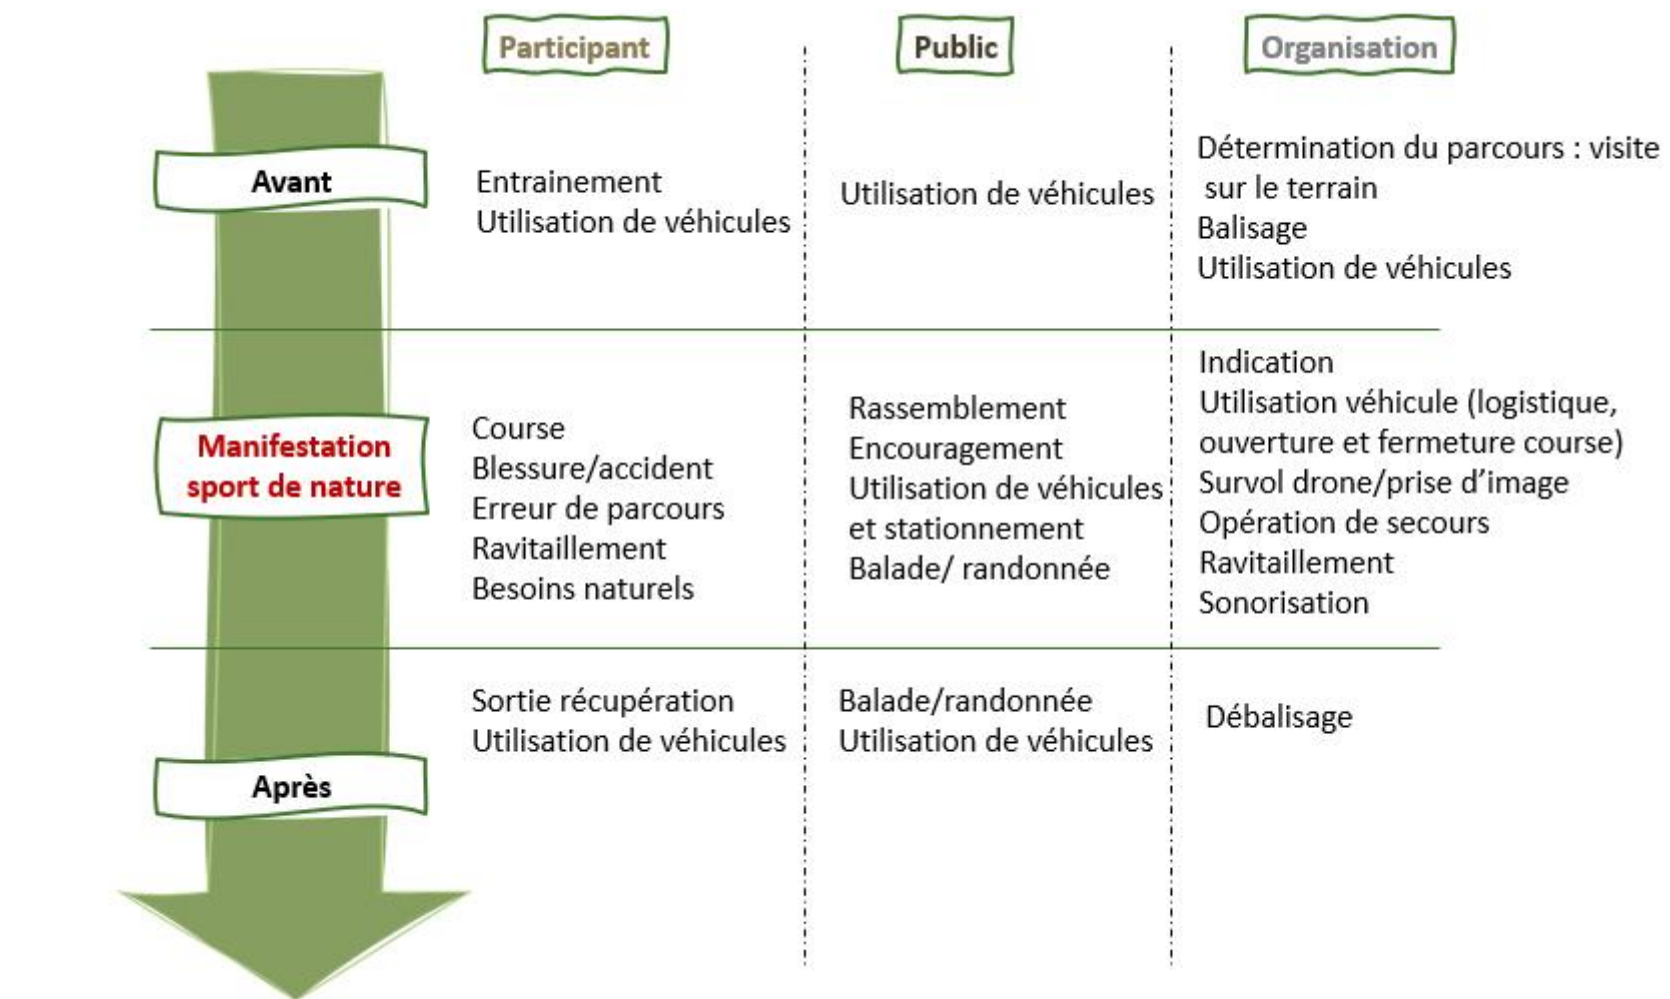 Participant
Public
Organisation
Avant
Entrainement
Utilisation de véhicules
Utilisation de véhicules
Détermination du parcours : visite
sur le terrain
Balisage
Utilisation de véhicules
Manifestation
sport de nature
Course
Blessure/accident
Erreur de parcours
Ravitaillement
Besoins naturels
Rassemblement
Encouragement
Utilisation de véhicules
et stationnement
Balade/ randonnée
Indication
Utilisation véhicule (logistique,
ouverture et fermeture course)
Survol drone/prise d’image
Opération de secours
Ravitaillement
Sonorisation
Après
Sortie récupération
Utilisation de véhicules
Balade/randonnée
Utilisation de véhicules
Débalisage